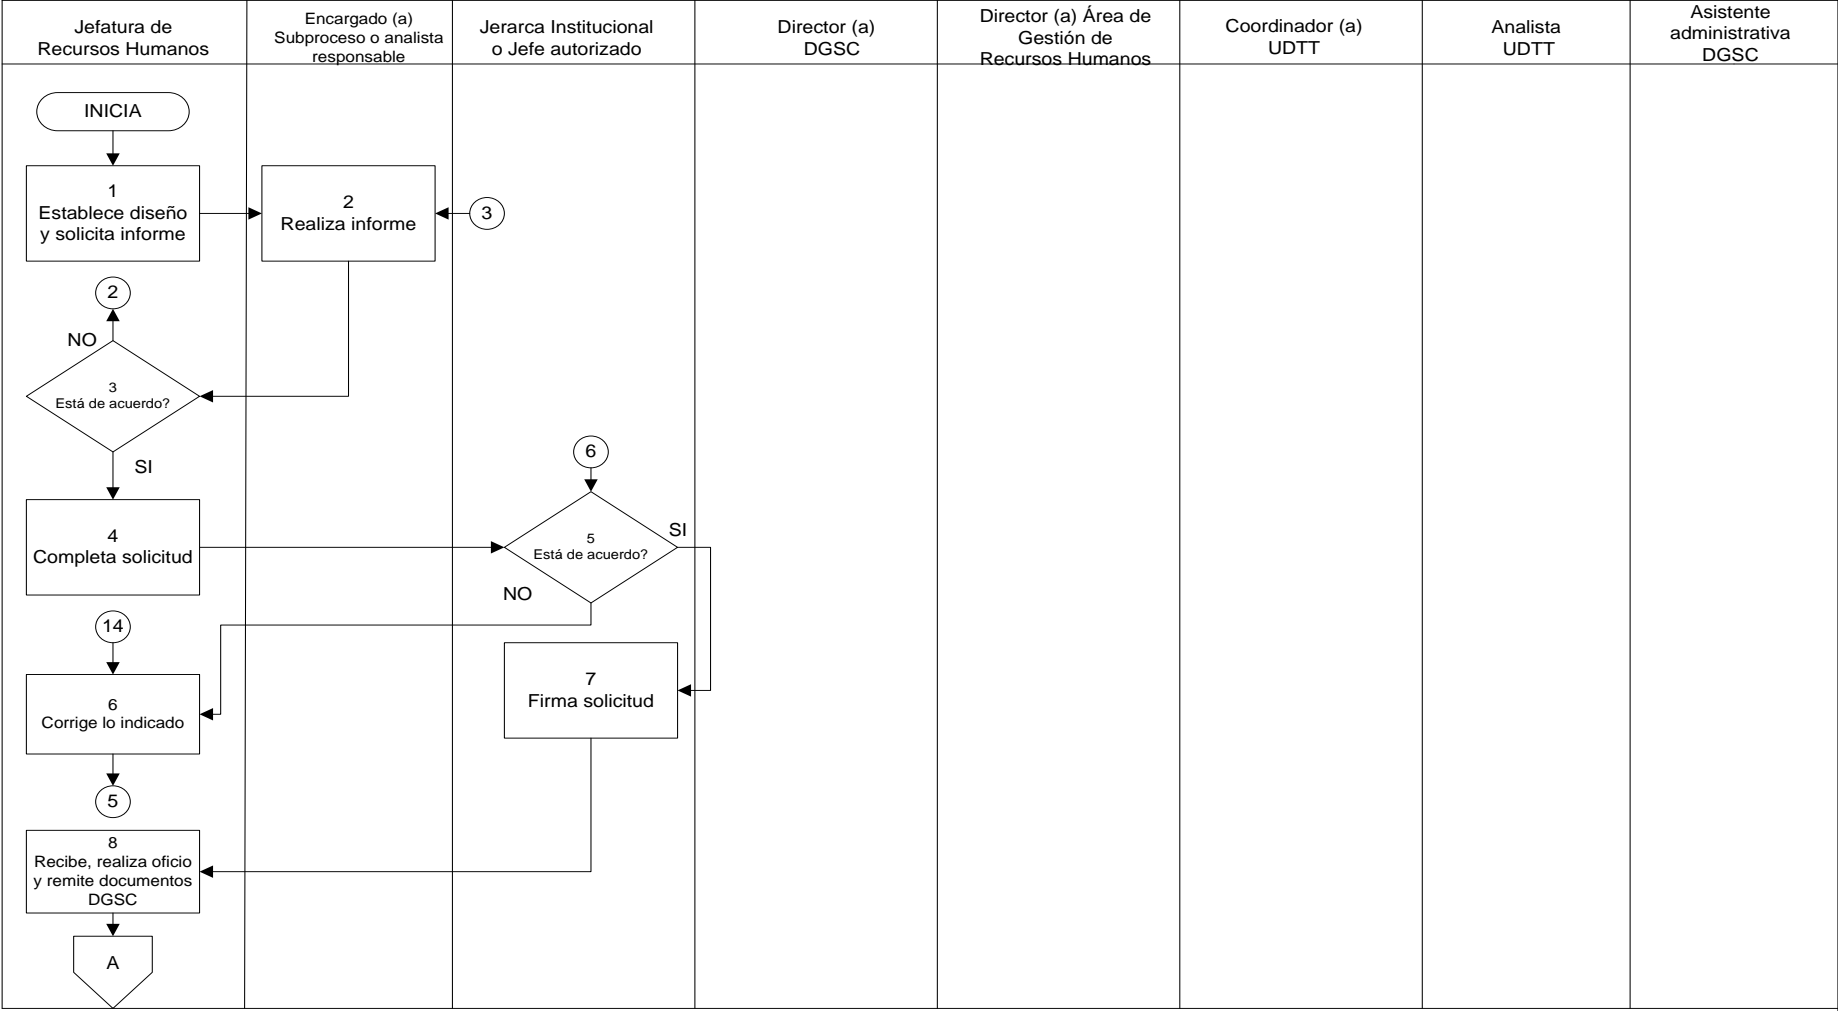 Jefatura de
Recursos Humanos
Encargado (a)
Subproceso o analista
responsable
Jerarca Institucional
o Jefe autorizado
Director (a)
DGSC
Director (a) Área de
Gestión de
Recursos Humanos
Coordinador (a)
UDTT
Analista
UDTT
Asistente
administrativa
DGSC
INICIA
1
Establece diseño
y solicita informe
2
Realiza informe
3
2
NO
3
Está de acuerdo?
SI
4
Completa solicitud
6
5
Está de acuerdo?
SI
NO
14
6
Corrige lo indicado
7
Firma solicitud
5
8
Recibe, realiza oficio
y remite documentos
DGSC
A